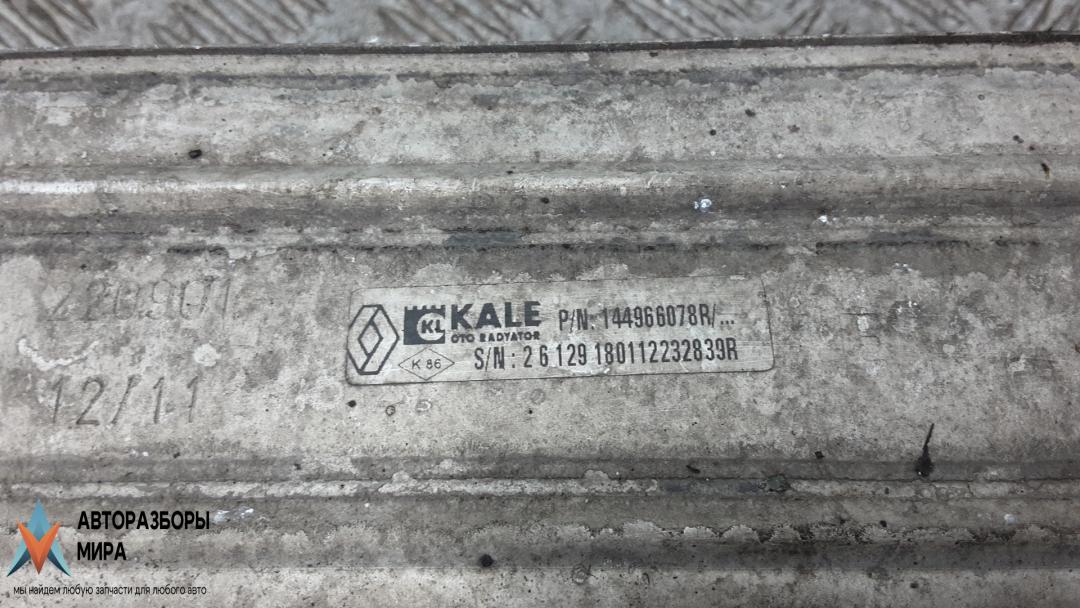 12/11
KL KALE
OTO RADYATOR
K 86
P/N: 144966078R/...
S/N: 2 6 129 180112232839R
АВТОРАЗБОРЫ
МИРА
мы найдем любую запчасти для любого авто